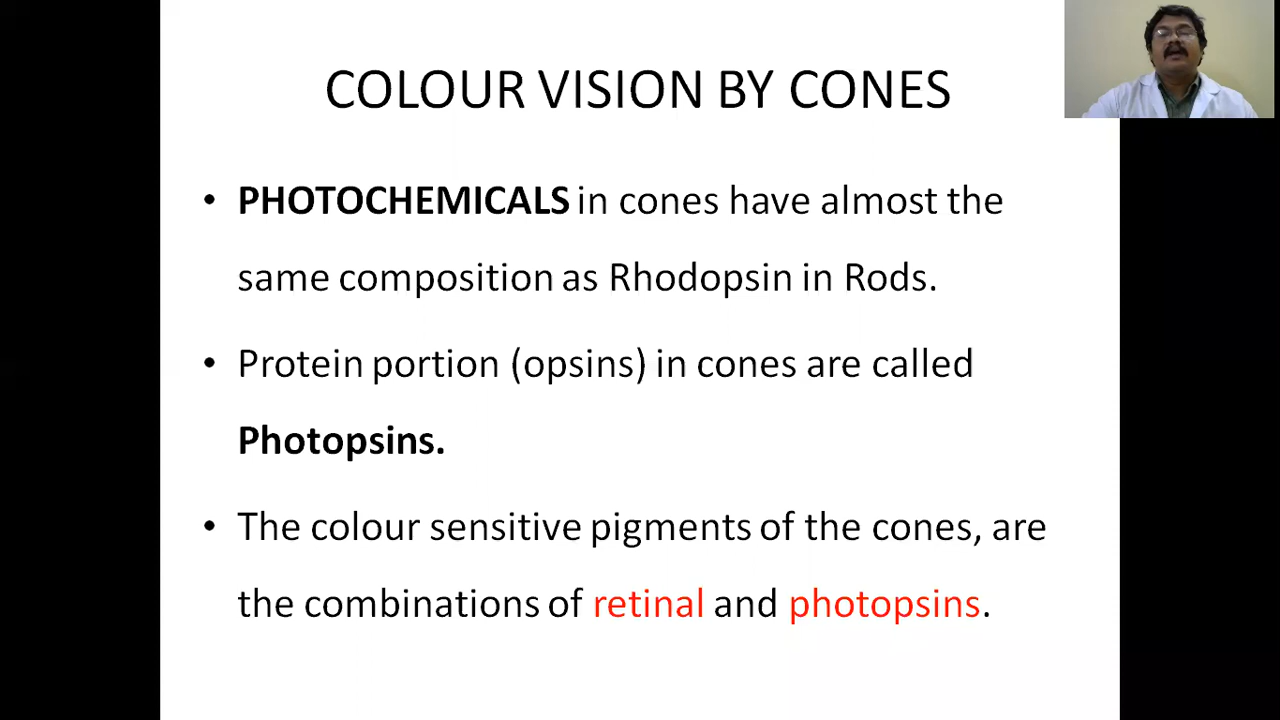 COLOUR VISION BY CONES
• PHOTOCHEMICALS in cones have almost the
same composition as Rhodopsin in Rods.
• Protein portion (opsins) in cones are called
Photopsins.
• The colour sensitive pigments of the cones, are
the combinations of retinal and photopsins.